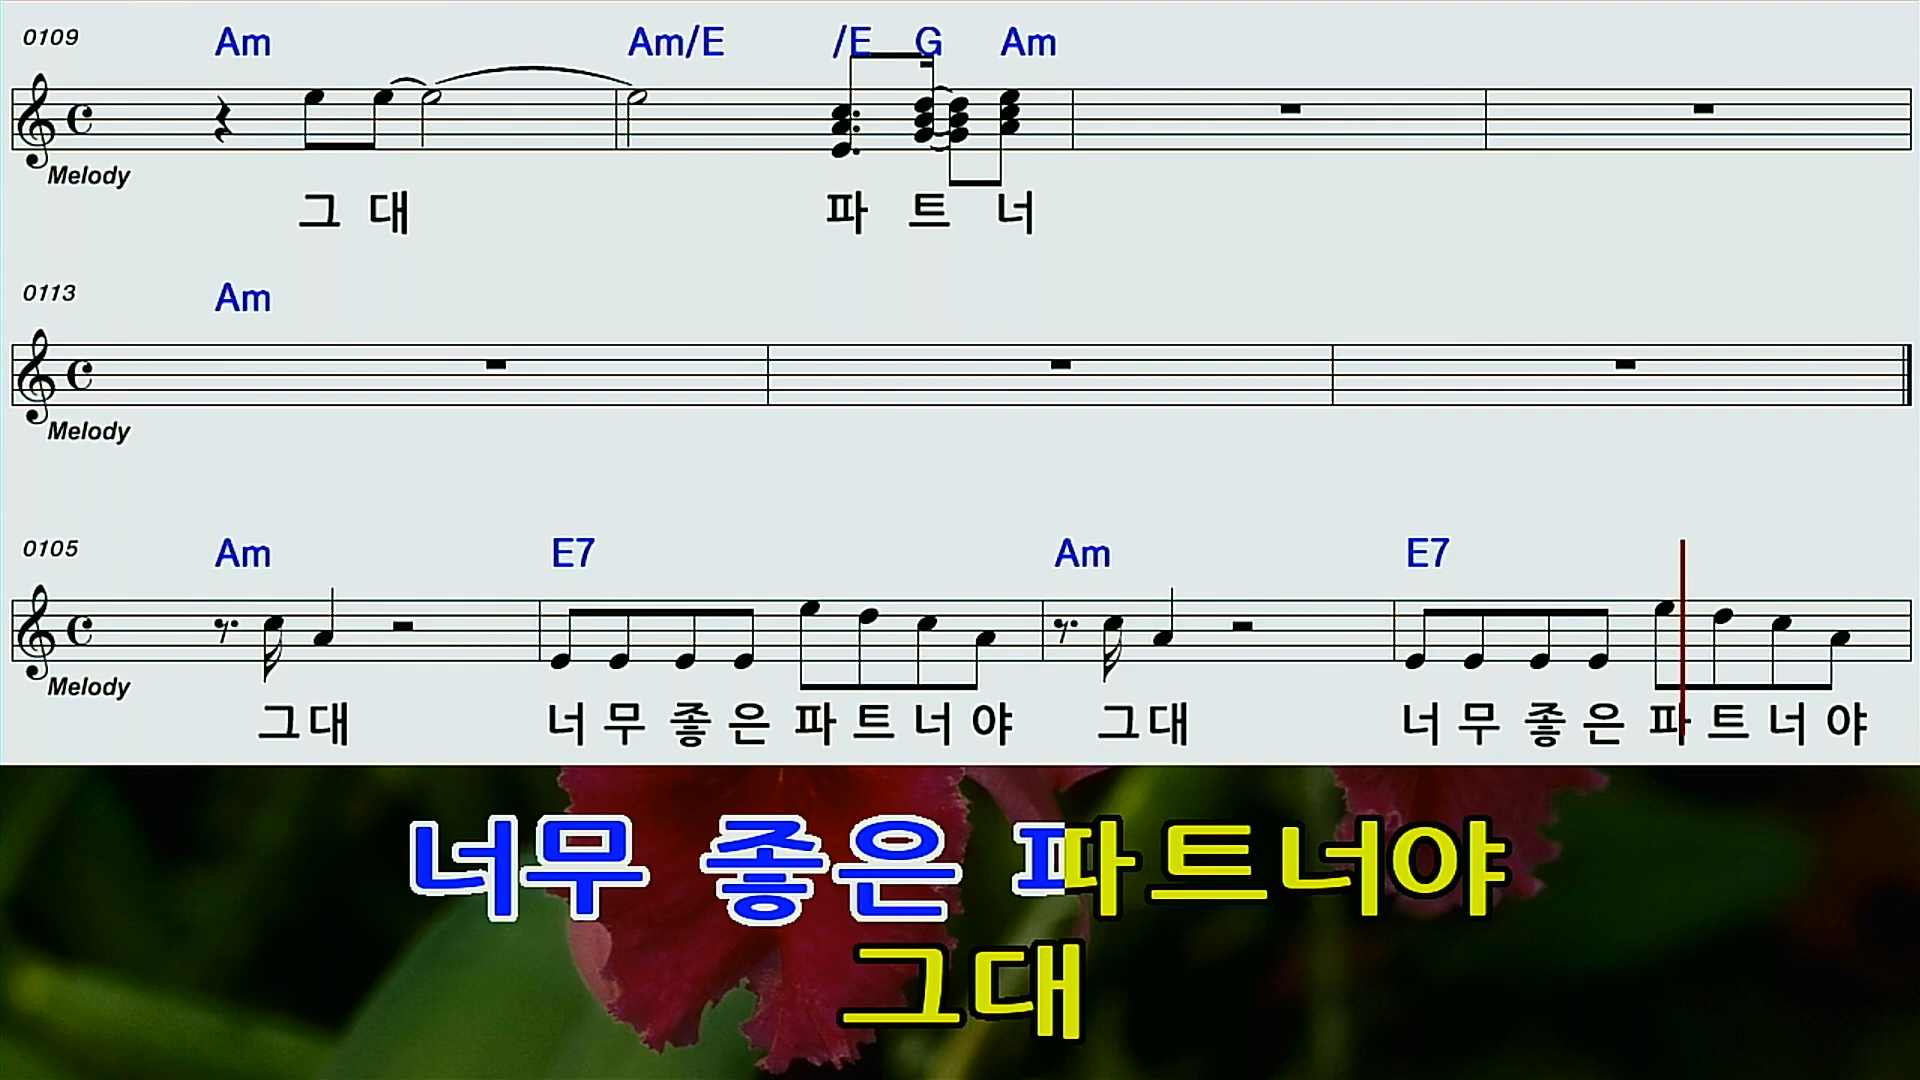 0109 Am Am/E /E G Am
Melody
그 대 파 트 너
0113 Am
Melody
0105 Am E7 Am E7
Melody
그대 너 무 좋 은 파 트 너 야 그대 너 무 좋 은 파 트 너 야
너무 좋은 파트너야
그대